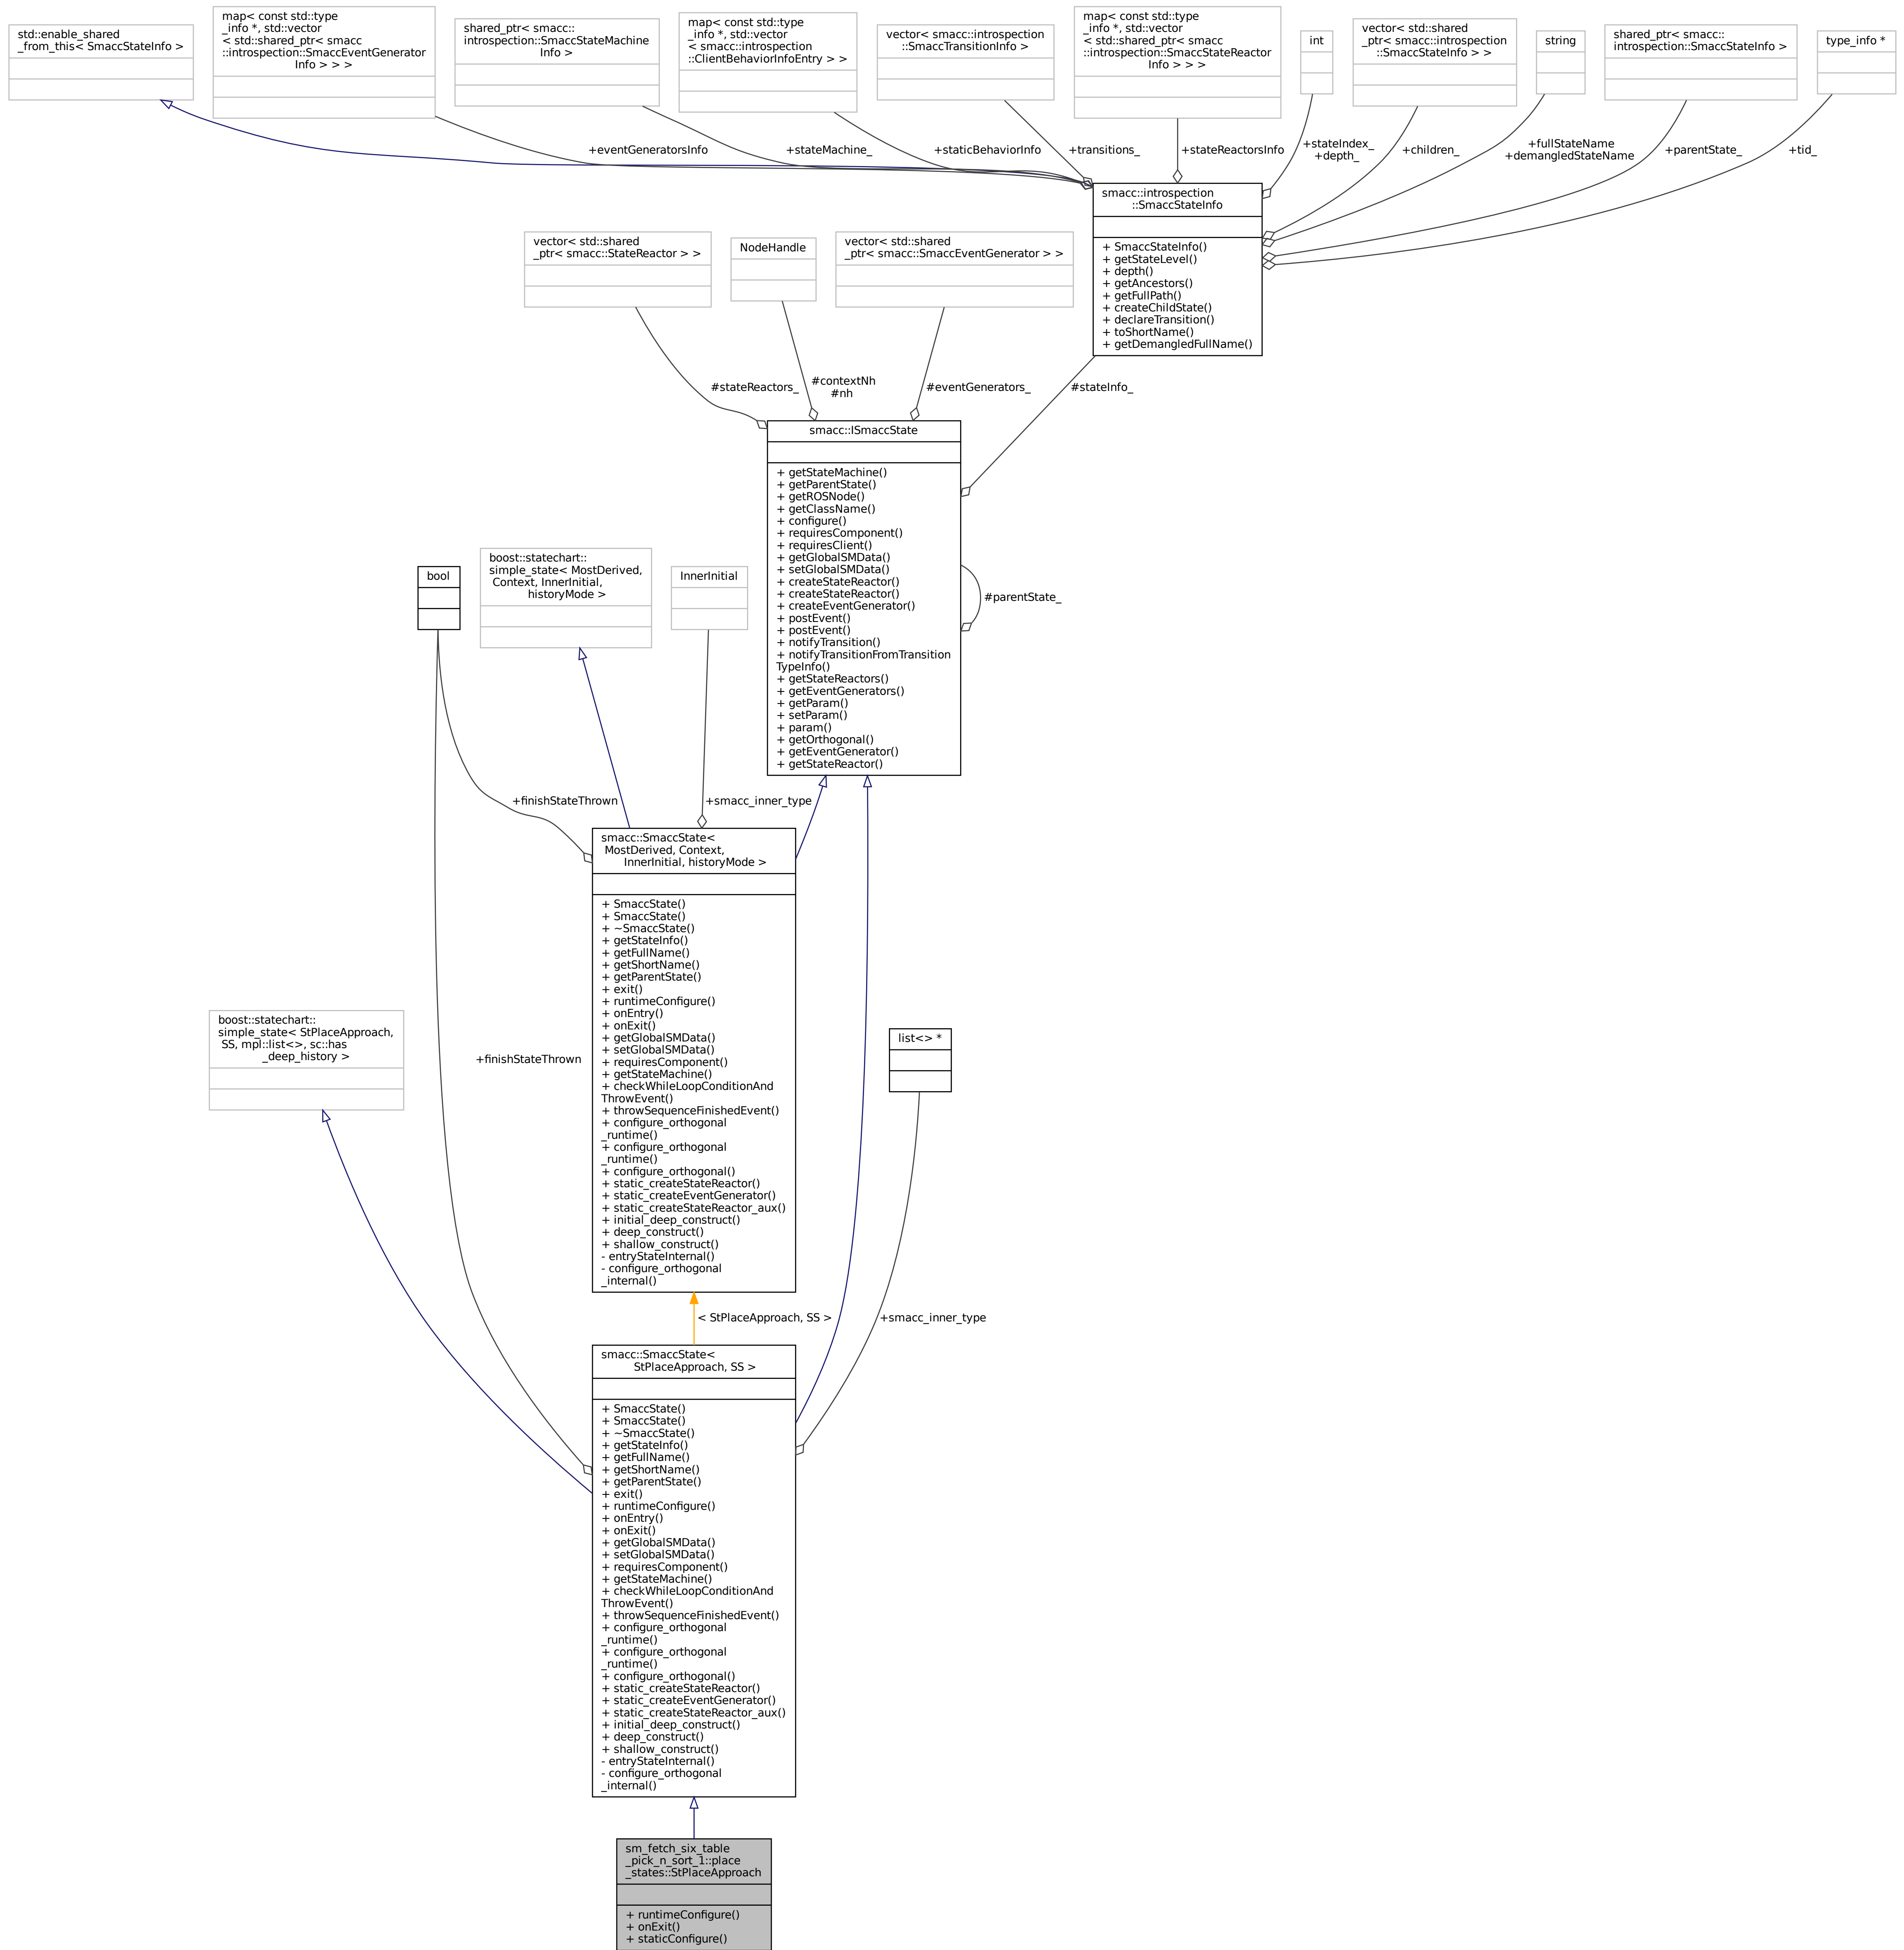 std::enable_shared
_from_this< SmaccStateInfo >
map< const std::type
_info *, std::vector
< std::shared_ptr< smacc
::introspection::SmaccEventGenerator
Info > > >
shared_ptr< smacc::
introspection::SmaccStateMachine
Info >
map< const std::type
_info *, std::vector
< smacc::introspection
::ClientBehaviorInfoEntry > >
vector< smacc::introspection
::SmaccTransitionInfo >
map< const std::type
_info *, std::vector
< std::shared_ptr< smacc
::introspection::SmaccStateReactor
Info > > >
int
vector< std::shared
_ptr< smacc::introspection
::SmaccStateInfo > >
string
shared_ptr< smacc::
introspection::SmaccStateInfo >
type_info *
+eventGeneratorsInfo
+stateMachine_
+staticBehaviorInfo
+transitions_
+stateReactorsInfo
+stateIndex_
+depth_
+children_
+fullStateName
+demangledStateName
+parentState_
+tid_
smacc::introspection
::SmaccStateInfo
+ SmaccStateInfo()
+ getStateLevel()
+ depth()
+ getAncestors()
+ getFullPath()
+ createChildState()
+ declareTransition()
+ toShortName()
+ getDemangledFullName()
vector< std::shared
_ptr< smacc::StateReactor > >
NodeHandle
vector< std::shared
_ptr< smacc::SmaccEventGenerator > >
#stateReactors_
#contextNh
#nh
#eventGenerators_
#stateInfo_
smacc::ISmaccState
+ getStateMachine()
+ getParentState()
+ getROSNode()
+ getClassName()
+ configure()
+ requiresComponent()
+ requiresClient()
+ getGlobalSMData()
+ setGlobalSMData()
+ createStateReactor()
+ createStateReactor()
+ createEventGenerator()
+ postEvent()
+ postEvent()
+ notifyTransition()
+ notifyTransitionFromTransition
TypeInfo()
+ getStateReactors()
+ getEventGenerators()
+ getParam()
+ setParam()
+ param()
+ getOrthogonal()
+ getEventGenerator()
+ getStateReactor()
#parentState_
bool
boost::statechart::
simple_state< MostDerived,
Context, InnerInitial,
historyMode >
InnerInitial
+finishStateThrown
+smacc_inner_type
smacc::SmaccState<
MostDerived, Context,
InnerInitial, historyMode >
+ SmaccState()
+ SmaccState()
+ ~SmaccState()
+ getStateInfo()
+ getFullName()
+ getShortName()
+ getParentState()
+ exit()
+ runtimeConfigure()
+ onEntry()
+ onExit()
+ getGlobalSMData()
+ setGlobalSMData()
+ requiresComponent()
+ getStateMachine()
+ checkWhileLoopConditionAnd
ThrowEvent()
+ throwSequenceFinishedEvent()
+ configure_orthogonal
_runtime()
+ configure_orthogonal
_runtime()
+ configure_orthogonal()
+ static_createStateReactor()
+ static_createEventGenerator()
+ static_createStateReactor_aux()
+ initial_deep_construct()
+ deep_construct()
+ shallow_construct()
- entryStateInternal()
- configure_orthogonal
_internal()
boost::statechart::
simple_state< StPlaceApproach,
SS, mpl::list<>, sc::has
_deep_history >
+finishStateThrown
list<> *
< StPlaceApproach, SS >
+smacc_inner_type
smacc::SmaccState<
StPlaceApproach, SS >
+ SmaccState()
+ SmaccState()
+ ~SmaccState()
+ getStateInfo()
+ getFullName()
+ getShortName()
+ getParentState()
+ exit()
+ runtimeConfigure()
+ onEntry()
+ onExit()
+ getGlobalSMData()
+ setGlobalSMData()
+ requiresComponent()
+ getStateMachine()
+ checkWhileLoopConditionAnd
ThrowEvent()
+ throwSequenceFinishedEvent()
+ configure_orthogonal
_runtime()
+ configure_orthogonal
_runtime()
+ configure_orthogonal()
+ static_createStateReactor()
+ static_createEventGenerator()
+ static_createStateReactor_aux()
+ initial_deep_construct()
+ deep_construct()
+ shallow_construct()
- entryStateInternal()
- configure_orthogonal
_internal()
sm_fetch_six_table
_pick_n_sort_1::place
_states::StPlaceApproach
+ runtimeConfigure()
+ onExit()
+ staticConfigure()